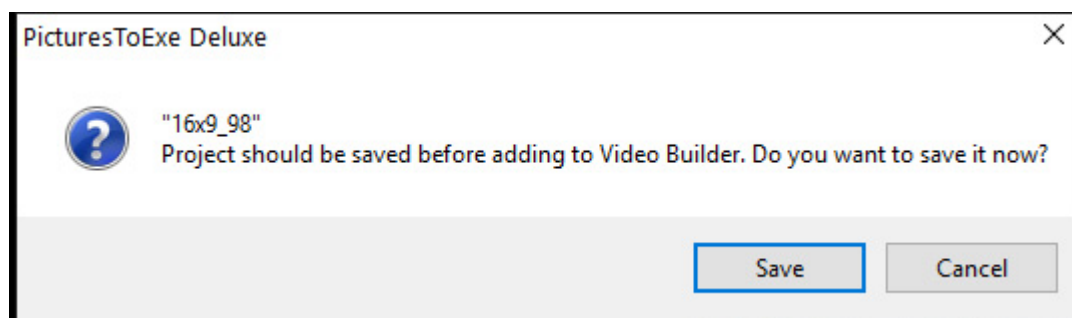 PicturesToExe Deluxe
"16x9_98"
Project should be saved before adding to Video Builder. Do you want to save it now?
Save Cancel